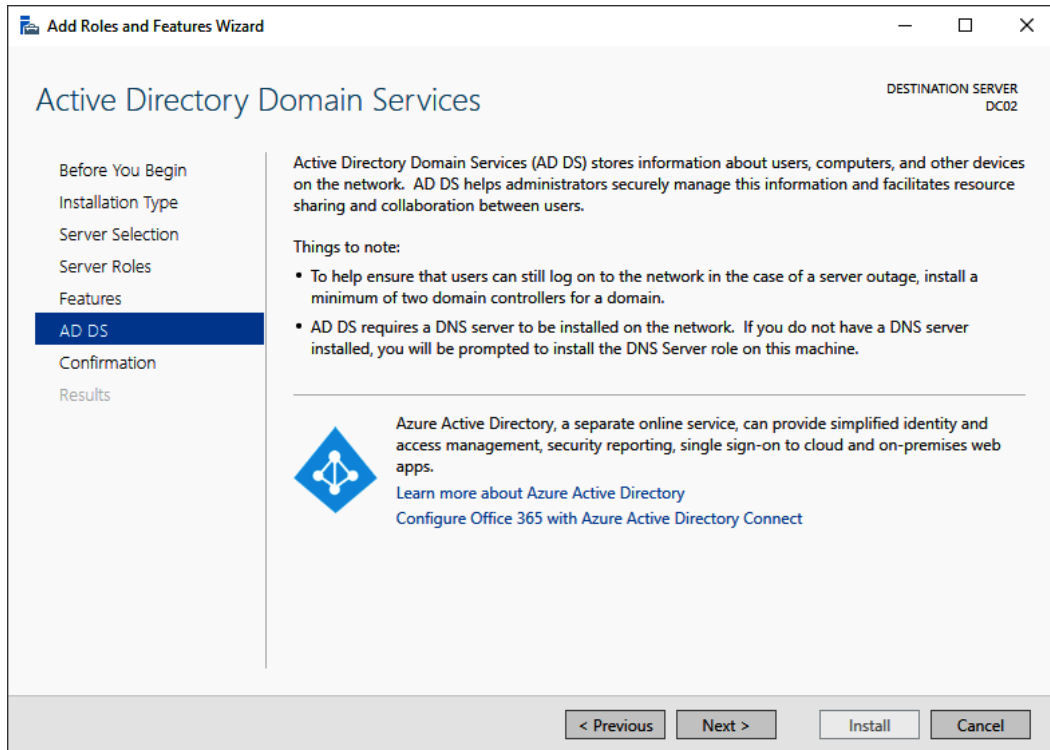 Add Roles and Features Wizard
Active Directory Domain Services
DESTINATION SERVER
DC02
Before You Begin
Installation Type
Server Selection
Server Roles
Features
AD DS
Confirmation
Results
Active Directory Domain Services (AD DS) stores information about users, computers, and other devices
on the network.  AD DS helps administrators securely manage this information and facilitates resource
sharing and collaboration between users.
Things to note:
• To help ensure that users can still log on to the network in the case of a server outage, install a
minimum of two domain controllers for a domain.
• AD DS requires a DNS server to be installed on the network.  If you do not have a DNS server
installed, you will be prompted to install the DNS Server role on this machine.
Azure Active Directory, a separate online service, can provide simplified identity and
access management, security reporting, single sign-on to cloud and on-premises web
apps.
Learn more about Azure Active Directory
Configure Office 365 with Azure Active Directory Connect
< Previous
Next >
Install
Cancel